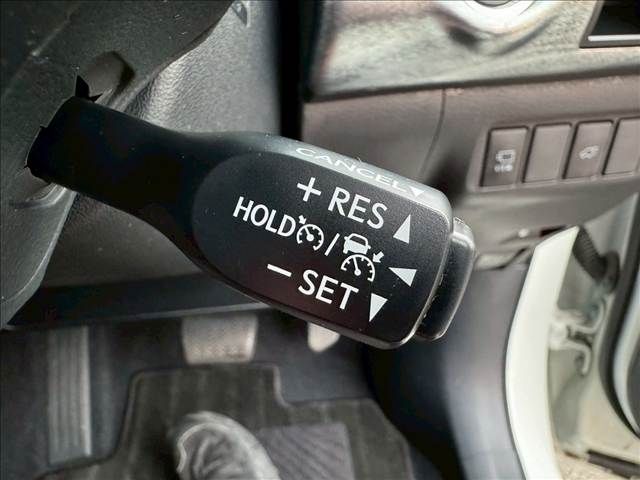 CANCEL
+ RES
HOLD /
− SET